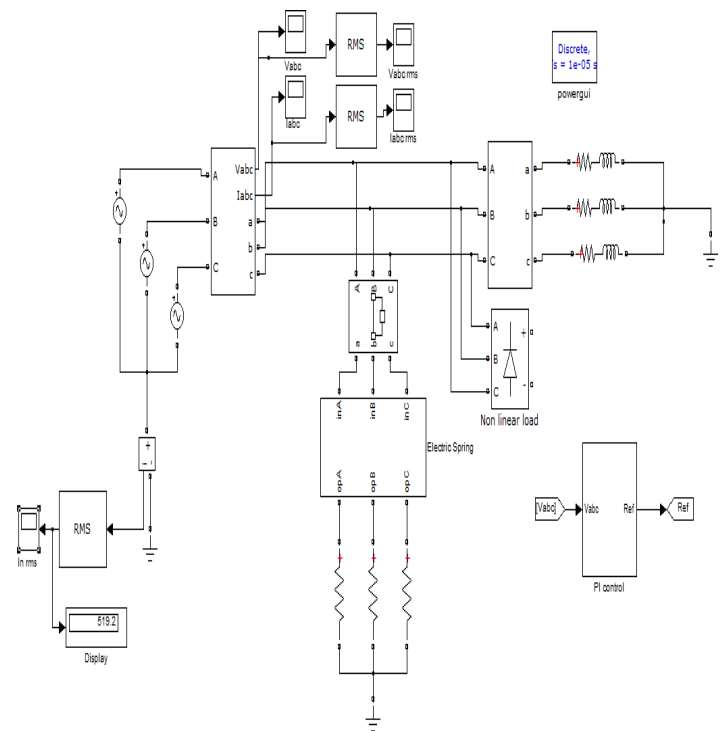 Vabc
RMS
Vabc rms
Discrete,
s = 1e-05 s
powergui
Iabc
RMS
Iabc rms
A
B
C
Vabc
Iabc
a
b
c
A
B
C
a
b
c
A
B
C
a
b
c
A
B
C
+
-
Non linear load
inA
inB
inC
opA
opB
opC
Electric Spring
+
-
RMS
In rms
519.2
Display
[Vabc]
Vabc
Ref
Ref
PI control